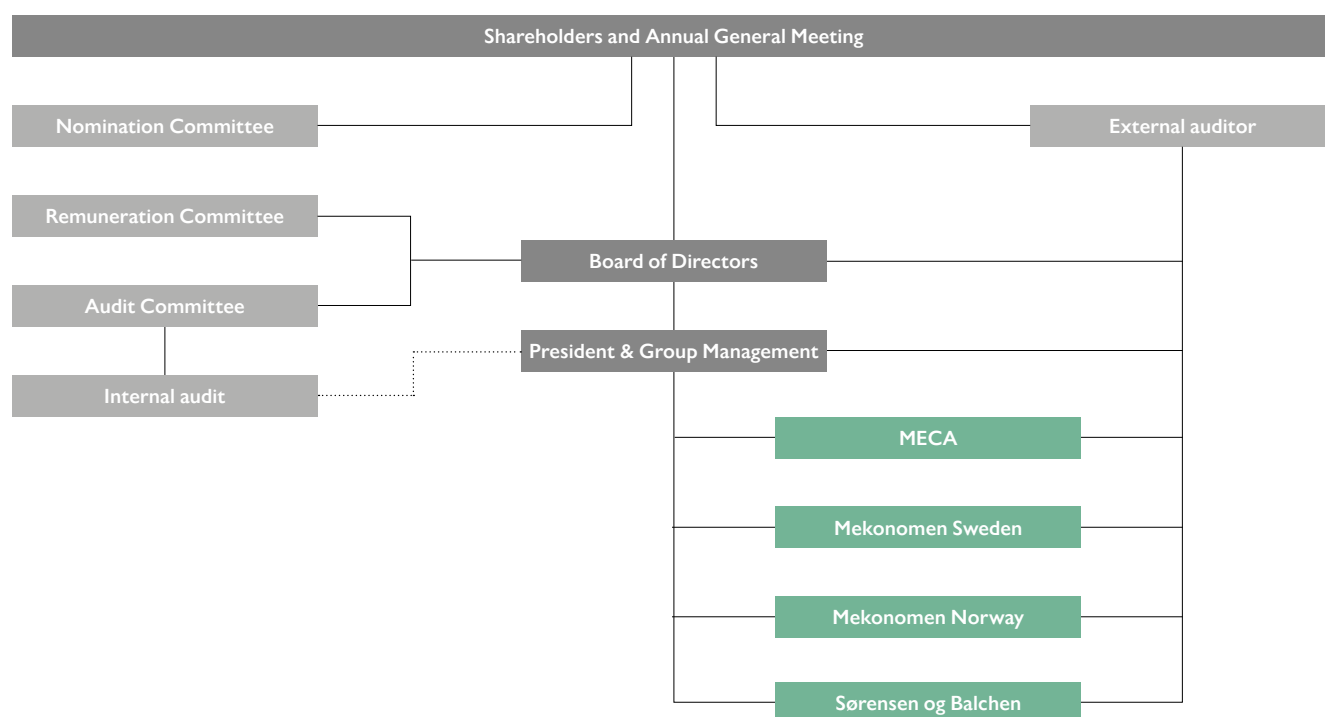 Shareholders and Annual General Meeting
Nomination Committee
External auditor
Remuneration Committee
Board of Directors
Audit Committee
President & Group Management
Internal audit
MECA
Mekonomen Sweden
Mekonomen Norway
Sørensen og Balchen